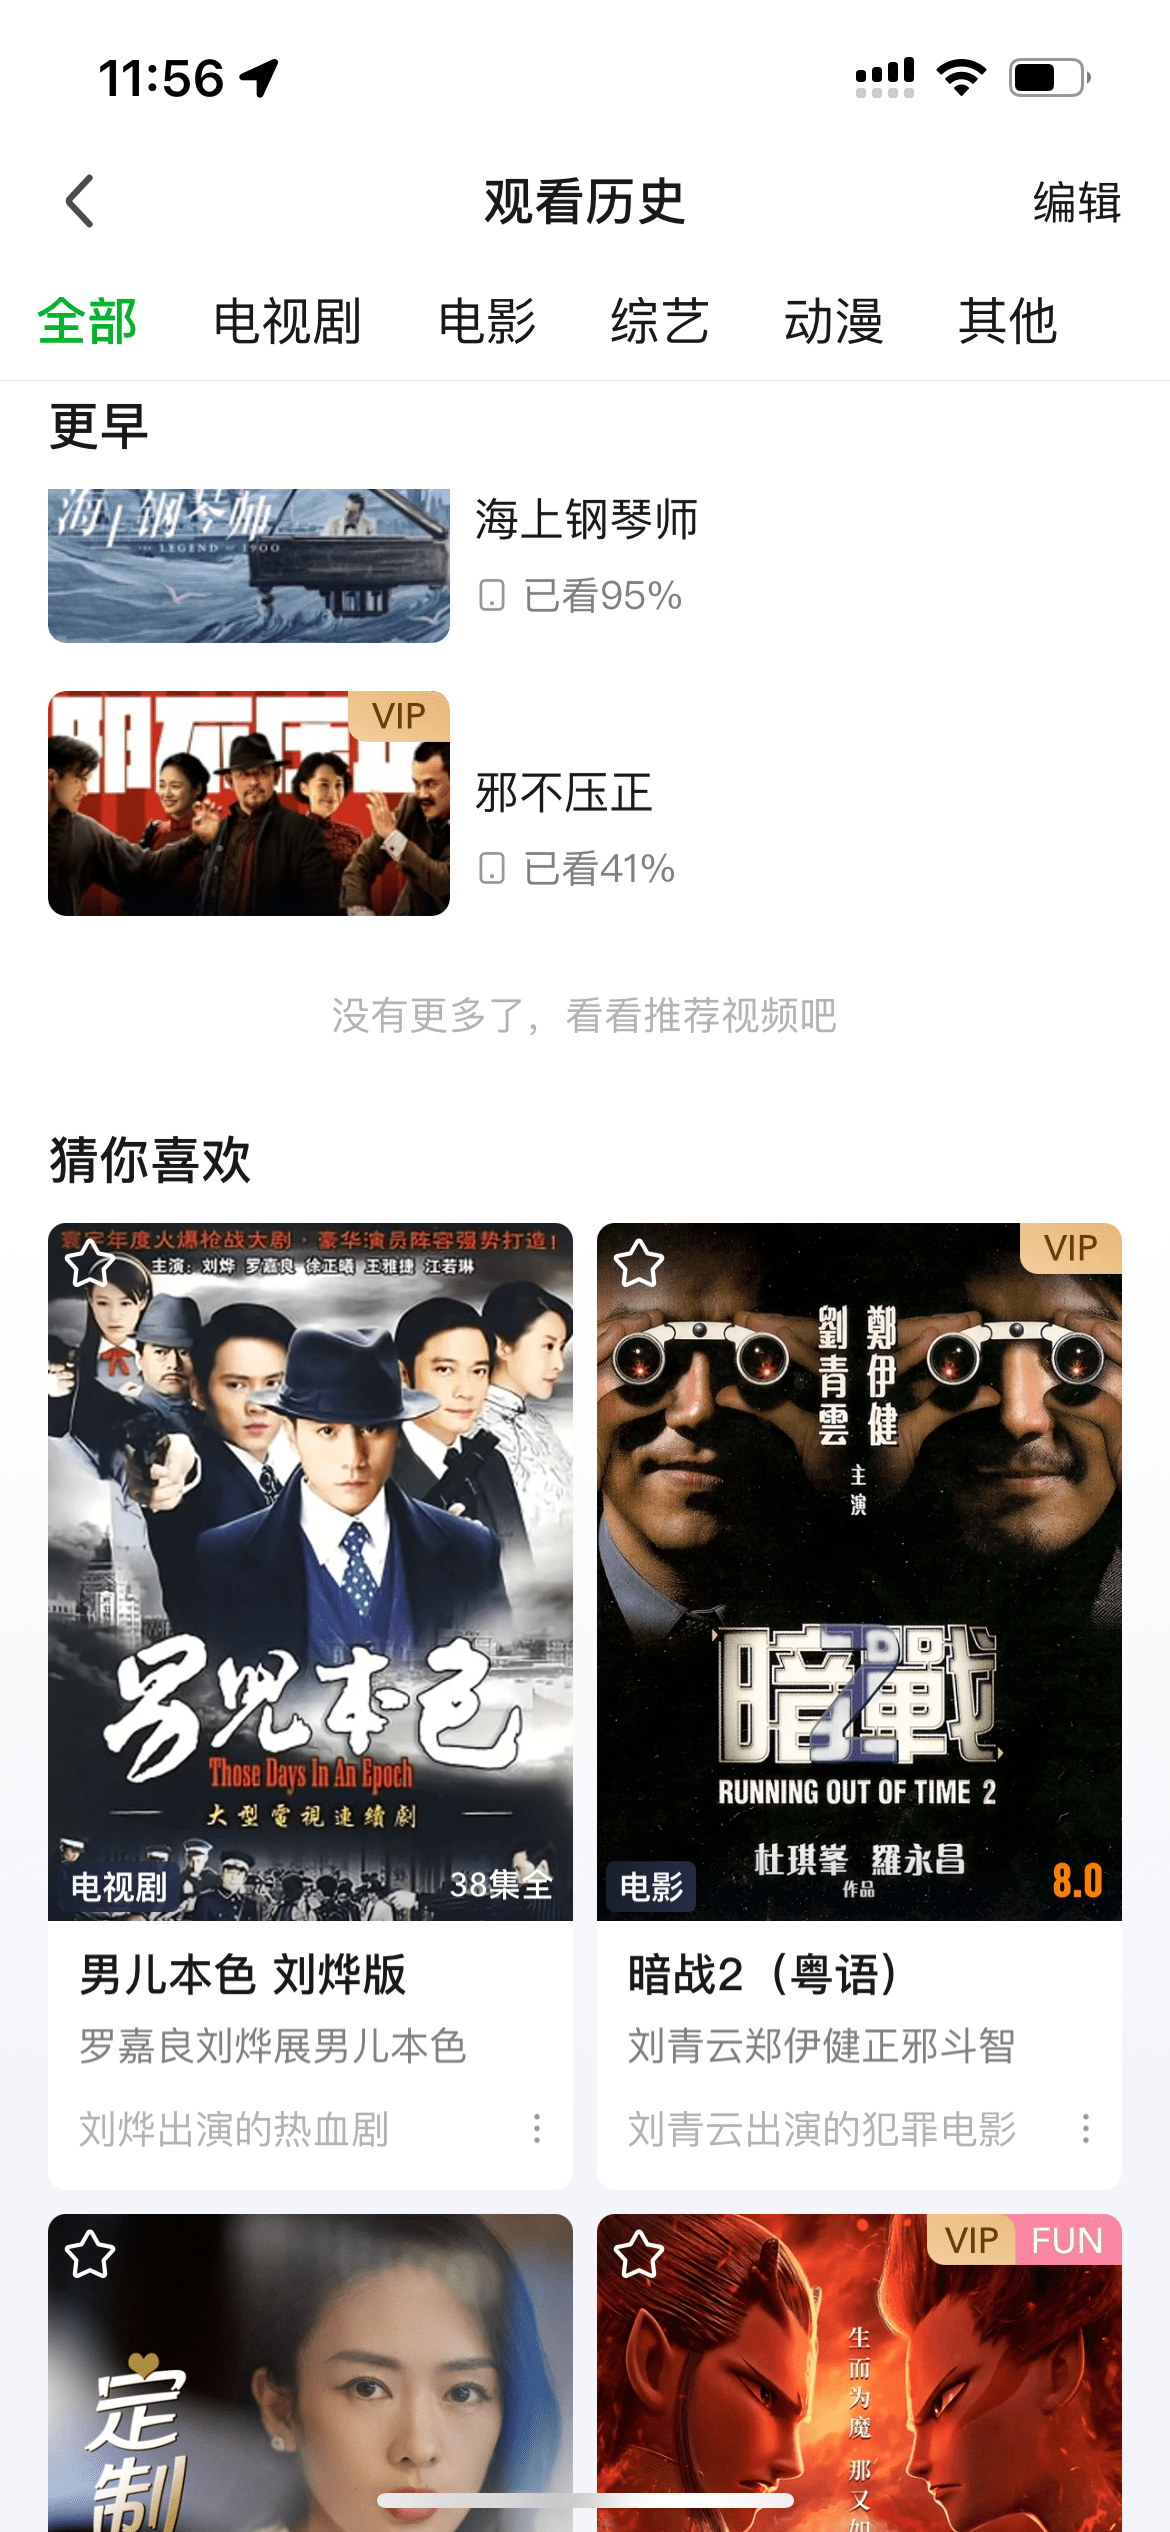 11:56
观看历史
编辑
全部 电视剧 电影 综艺 动漫 其他
更早
海上钢琴师
THE LEGEND OF 1900
海上钢琴师
已看95%
邪不压正
VIP
邪不压正
已看41%
没有更多了，看看推荐视频吧
猜你喜欢
寰宇年度火爆枪战大剧·豪华演员阵容强势打造！
主演：刘烨 罗嘉良 徐正曦 王雅捷 江若琳
男兒本色
Those Days In An Epoch
大型電視連續劇
电视剧
38集全
男儿本色 刘烨版
罗嘉良刘烨展男儿本色
刘烨出演的热血剧
VIP
劉青雲
鄭伊健
主演
暗戰2
RUNNING OUT OF TIME 2
杜琪峯 羅永昌
作品
电影
8.0
暗战2（粤语）
刘青云郑伊健正邪斗智
刘青云出演的犯罪电影
定制
VIP
FUN
生而为魔 那又如